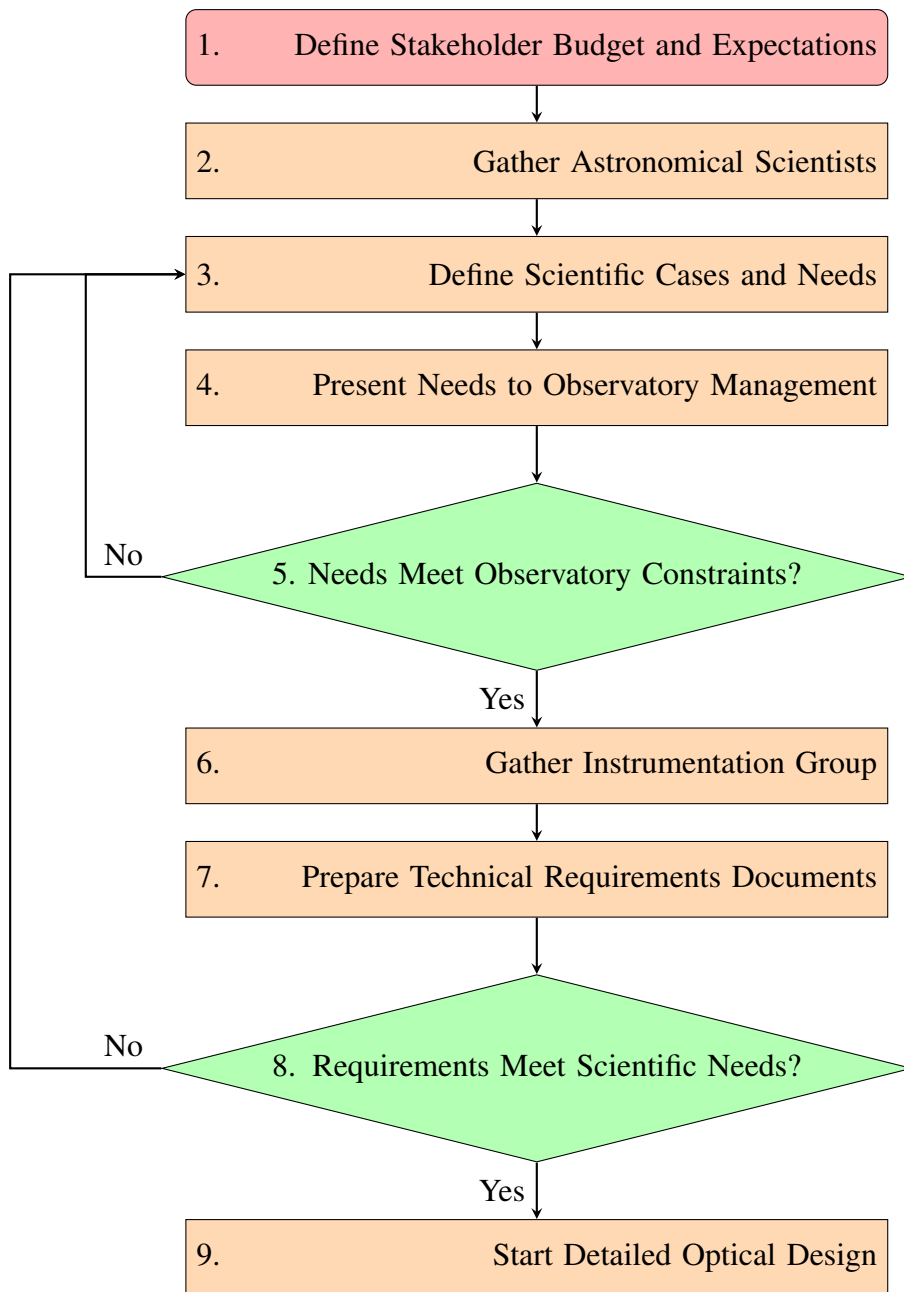 1. Define Stakeholder Budget and Expectations
2. Gather Astronomical Scientists
3. Define Scientific Cases and Needs
4. Present Needs to Observatory Management
No
5. Needs Meet Observatory Constraints?
Yes
6. Gather Instrumentation Group
7. Prepare Technical Requirements Documents
No
8. Requirements Meet Scientific Needs?
Yes
9. Start Detailed Optical Design